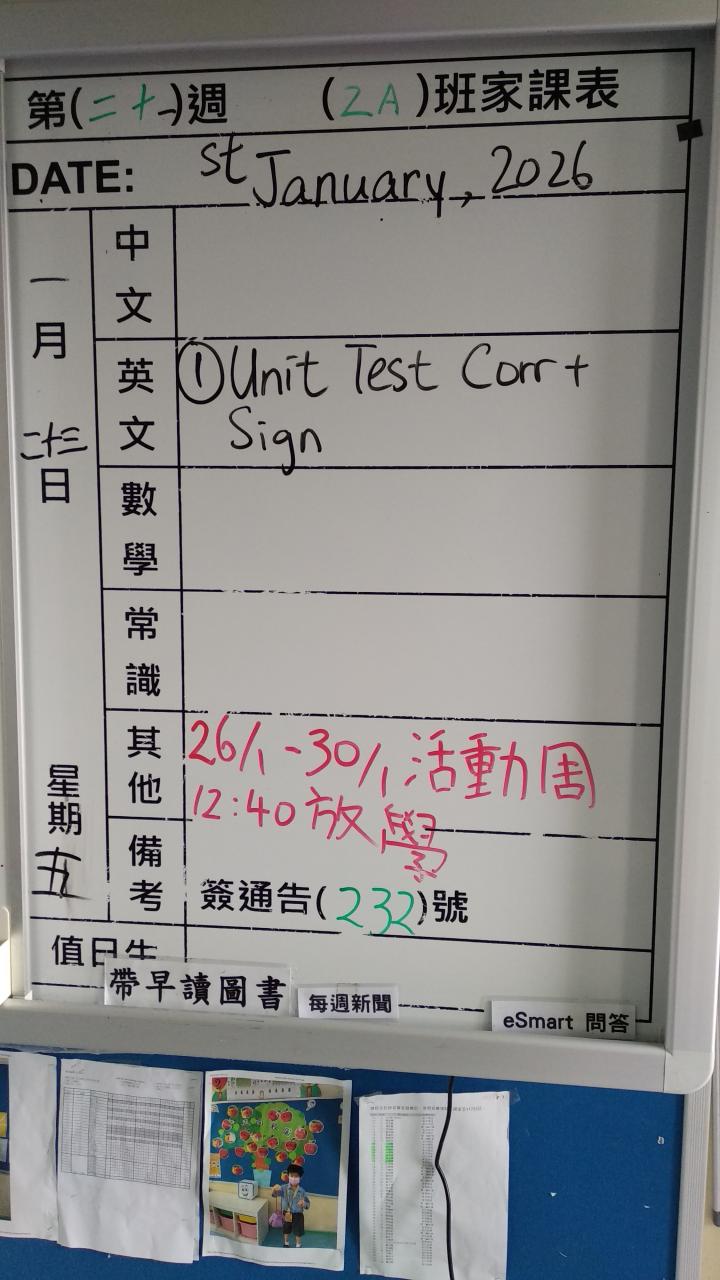 第(二十一)週 (2A)班家課表
DATE: st January, 2026
一月二十三日
星期五
中文
英文 ①Unit Test Corr+
Sign
數學
常識
其他 26/1-30/1 活動周
12:40 放學
備考 簽通告(232)號
值日生
帶早讀圖書 每週新聞 eSmart 問答